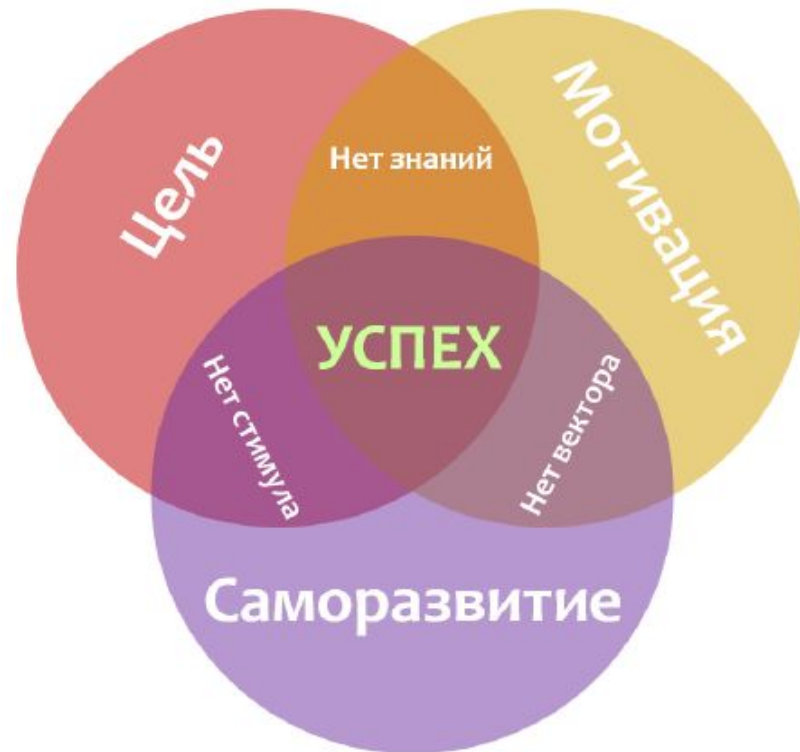 Цель
Мотивация
Нет знаний
УСПЕХ
Нет стимула
Нет вектора
Саморазвитие